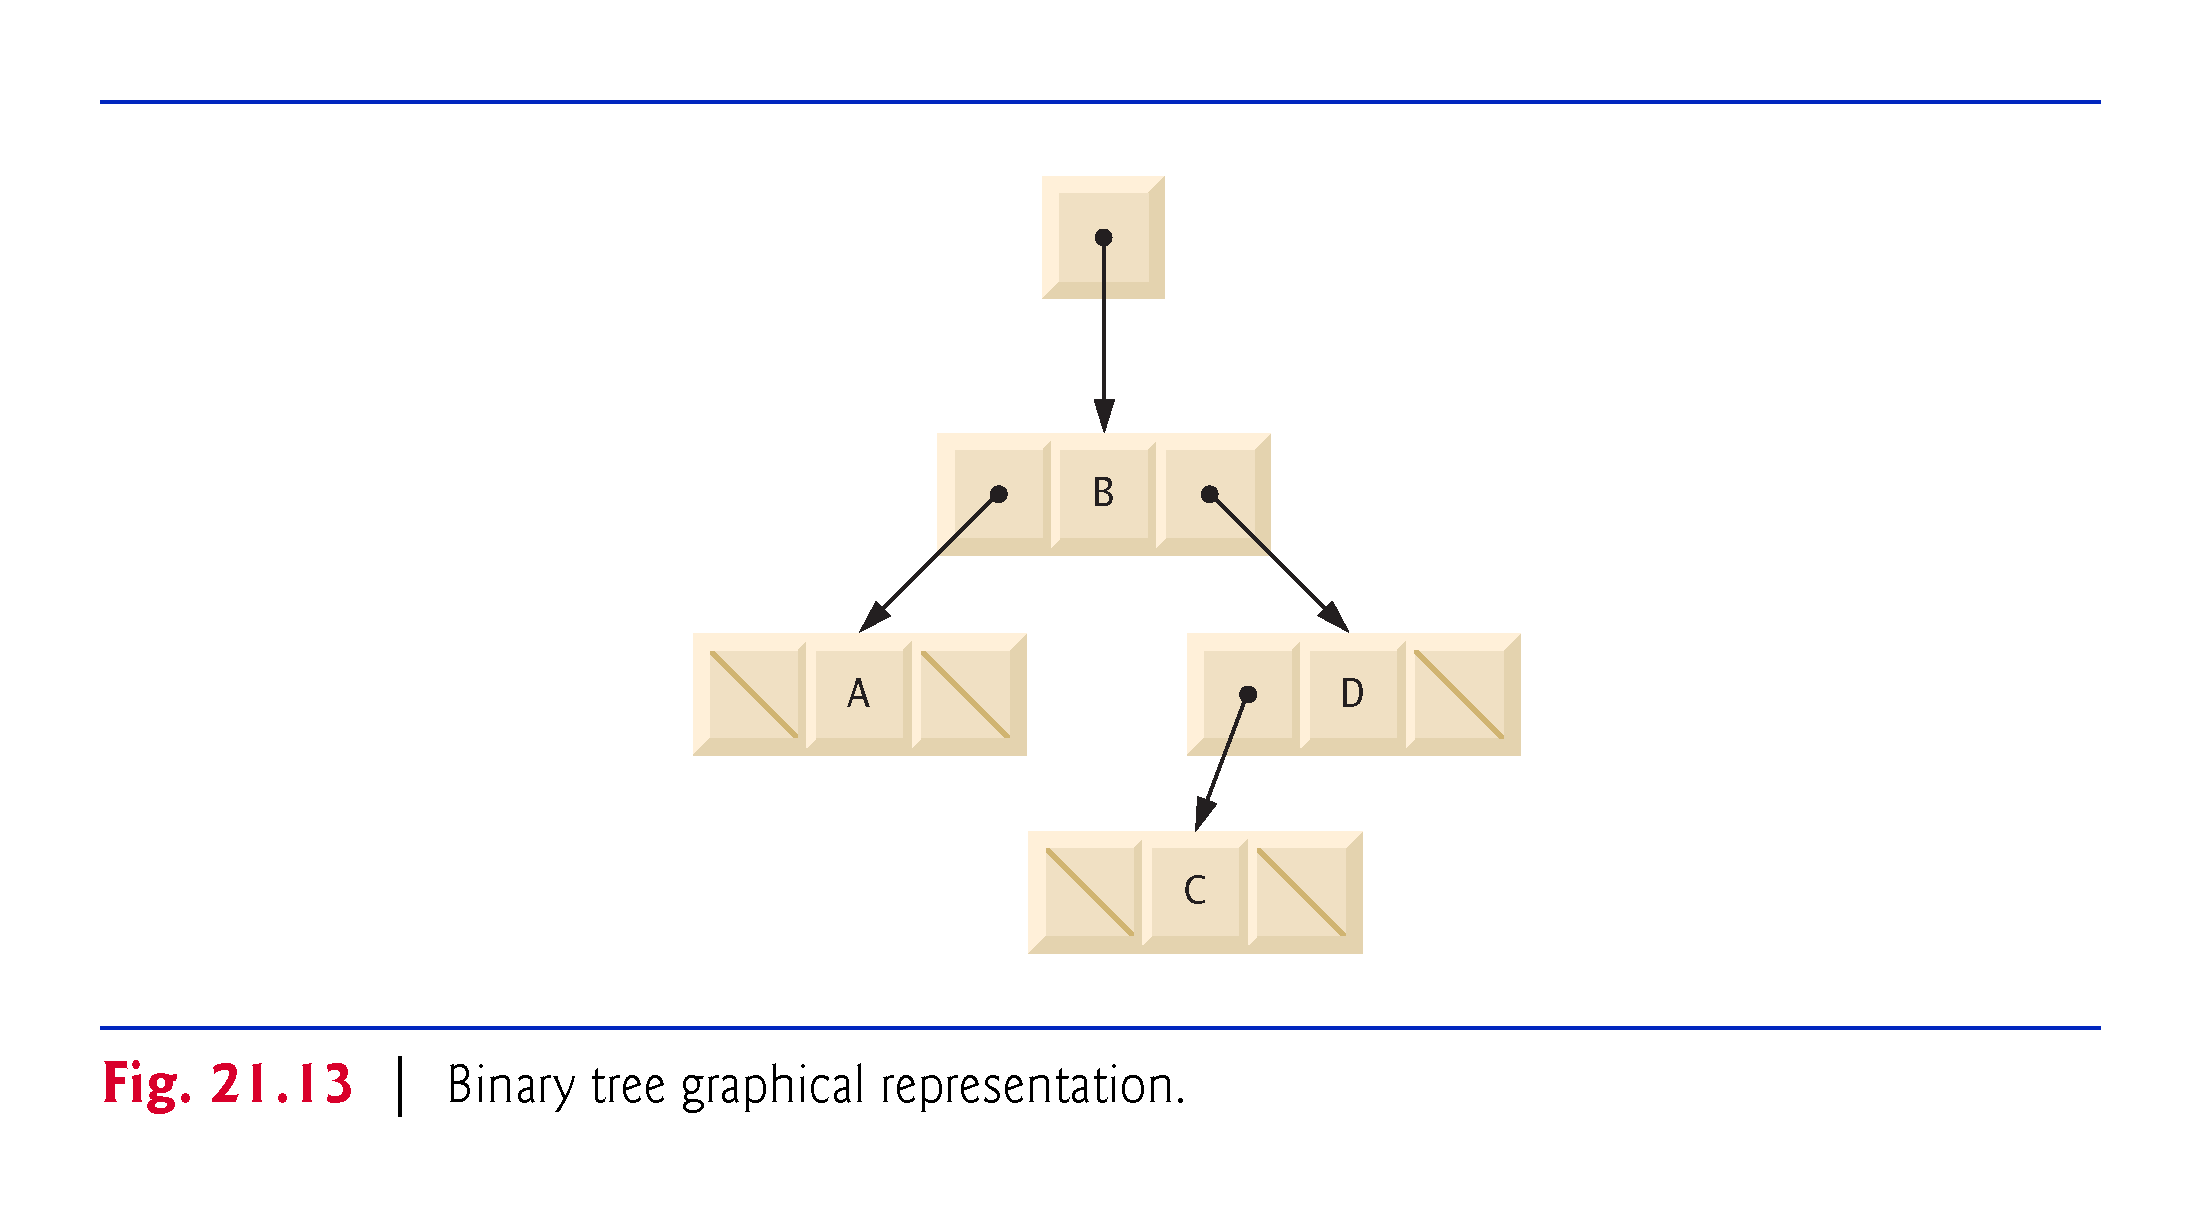 B
A D
C
Fig. 21.13 | Binary tree graphical representation.